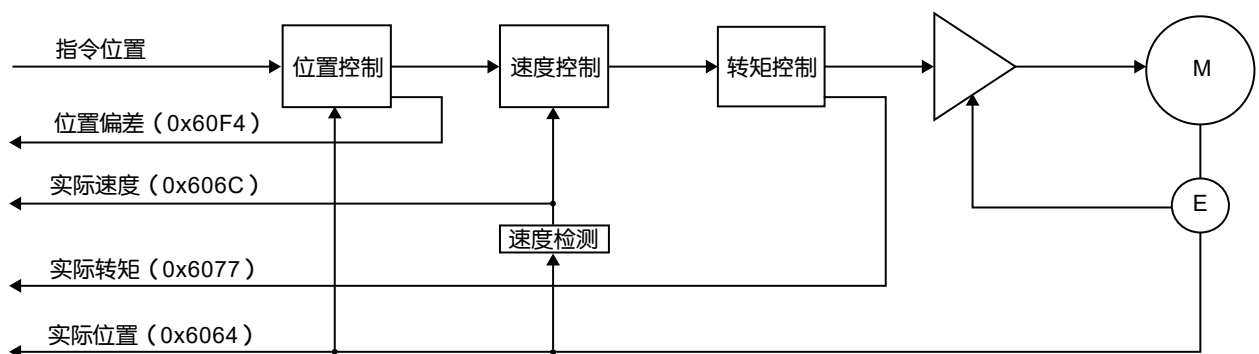 指令位置
位置控制
速度控制
转矩控制
M
位置偏差（0x60F4）
实际速度（0x606C）
E
速度检测
实际转矩（0x6077）
实际位置（0x6064）